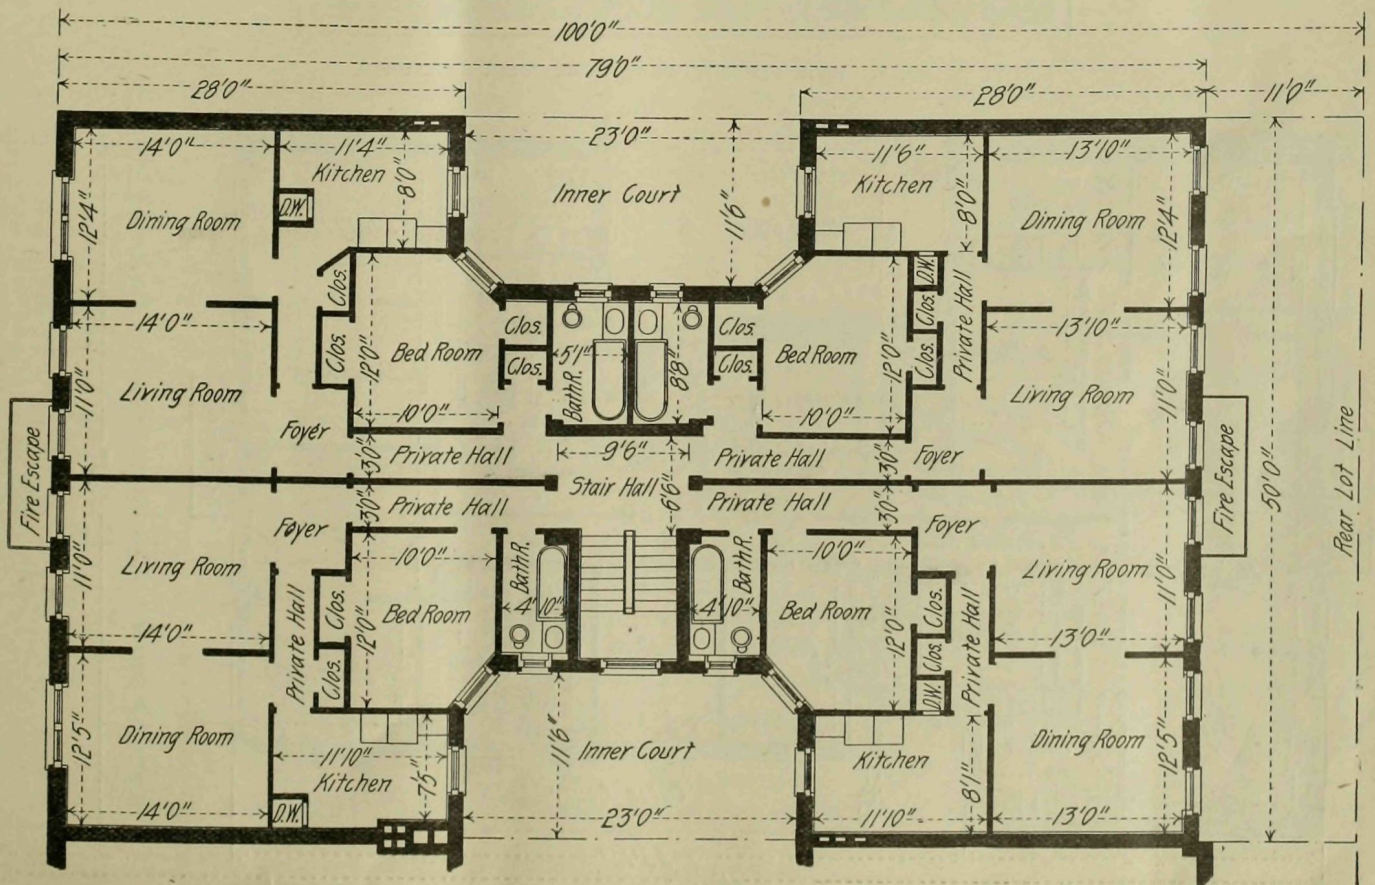 100'0"
79'0"
28'0"
28'0"
11'0"
14'0"
11'4"
Kitchen
8'0"
23'0"
Inner Court
11'6"
11'6"
Kitchen
8'0"
13'10"
D.W.
Dining Room
12'4"
Dining Room
12'4"
Clos.
Clos.
14'0"
Living Room
11'0"
Bed Room
12'0"
10'0"
Clos.
Clos.
5'1"
BathR.
8'8"
Clos.
Clos.
Bed Room
12'0"
10'0"
D.W.
Clos.
Clos.
Private Hall
13'10"
Living Room
11'0"
Foyer
3'0"
Private Hall
9'6"
Stair Hall
6'6"
Private Hall
3'0"
Foyer
Fire Escape
Fire Escape
50'0"
Rear Lot Line
Foyer
3'0"
Private Hall
Private Hall
3'0"
Foyer
11'0"
Living Room
14'0"
Private Hall
Clos.
Clos.
10'0"
Bed Room
12'0"
BathR.
4'10"
BathR.
4'10"
10'0"
Bed Room
12'0"
Clos.
Clos.
D.W.
Private Hall
Living Room
11'0"
13'0"
12'5"
Dining Room
14'0"
11'10"
Kitchen
7'5"
D.W.
11'6"
Inner Court
23'0"
Kitchen
11'10"
8'1"
Dining Room
12'5"
13'0"